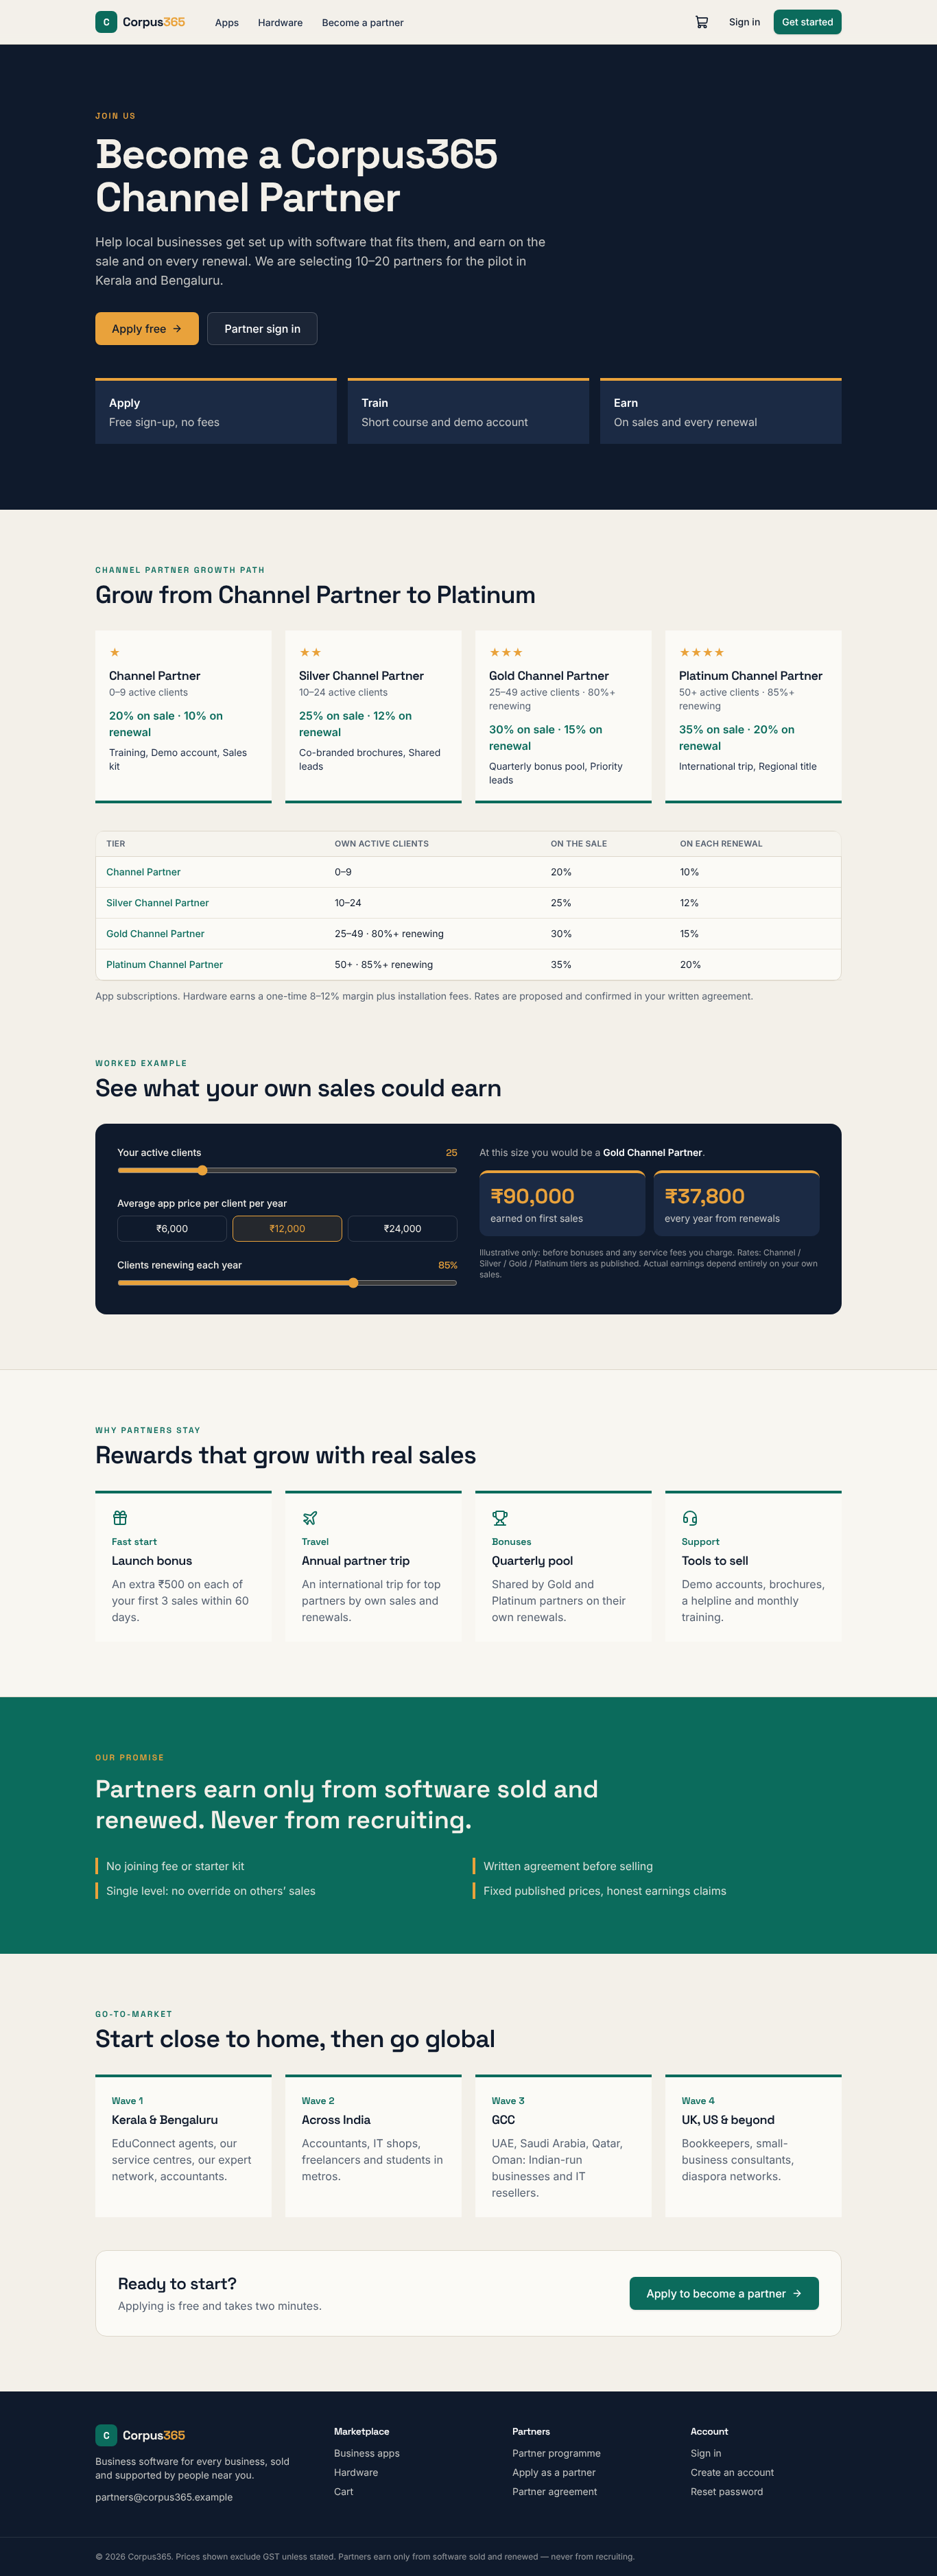 C Corpus365 Apps Hardware Become a partner Sign in Get started
JOIN US
Become a Corpus365
Channel Partner
Help local businesses get set up with software that fits them, and earn on the
sale and on every renewal. We are selecting 10–20 partners for the pilot in
Kerala and Bengaluru.
Apply free → Partner sign in
Apply
Free sign-up, no fees
Train
Short course and demo account
Earn
On sales and every renewal
CHANNEL PARTNER GROWTH PATH
Grow from Channel Partner to Platinum
★
Channel Partner
0–9 active clients
20% on sale · 10% on
renewal
Training, Demo account, Sales
kit
★★
Silver Channel Partner
10–24 active clients
25% on sale · 12% on
renewal
Co-branded brochures, Shared
leads
★★★
Gold Channel Partner
25–49 active clients · 80%+
renewing
30% on sale · 15% on
renewal
Quarterly bonus pool, Priority
leads
★★★★
Platinum Channel Partner
50+ active clients · 85%+
renewing
35% on sale · 20% on
renewal
International trip, Regional title
TIER OWN ACTIVE CLIENTS ON THE SALE ON EACH RENEWAL
Channel Partner 0–9 20% 10%
Silver Channel Partner 10–24 25% 12%
Gold Channel Partner 25–49 · 80%+ renewing 30% 15%
Platinum Channel Partner 50+ · 85%+ renewing 35% 20%
App subscriptions. Hardware earns a one-time 8–12% margin plus installation fees. Rates are proposed and confirmed in your written agreement.
WORKED EXAMPLE
See what your own sales could earn
Your active clients 25
Average app price per client per year
₹6,000 ₹12,000 ₹24,000
Clients renewing each year 85%
At this size you would be a Gold Channel Partner.
₹90,000
earned on first sales
₹37,800
every year from renewals
Illustrative only: before bonuses and any service fees you charge. Rates: Channel /
Silver / Gold / Platinum tiers as published. Actual earnings depend entirely on your own
sales.
WHY PARTNERS STAY
Rewards that grow with real sales
Fast start
Launch bonus
An extra ₹500 on each of
your first 3 sales within 60
days.
Travel
Annual partner trip
An international trip for top
partners by own sales and
renewals.
Bonuses
Quarterly pool
Shared by Gold and
Platinum partners on their
own renewals.
Support
Tools to sell
Demo accounts, brochures,
a helpline and monthly
training.
OUR PROMISE
Partners earn only from software sold and
renewed. Never from recruiting.
No joining fee or starter kit
Written agreement before selling
Single level: no override on others’ sales
Fixed published prices, honest earnings claims
GO-TO-MARKET
Start close to home, then go global
Wave 1
Kerala & Bengaluru
EduConnect agents, our
service centres, our expert
network, accountants.
Wave 2
Across India
Accountants, IT shops,
freelancers and students in
metros.
Wave 3
GCC
UAE, Saudi Arabia, Qatar,
Oman: Indian-run
businesses and IT
resellers.
Wave 4
UK, US & beyond
Bookkeepers, small-
business consultants,
diaspora networks.
Ready to start?
Applying is free and takes two minutes.
Apply to become a partner →
C Corpus365
Business software for every business, sold
and supported by people near you.
partners@corpus365.example
Marketplace
Business apps
Hardware
Cart
Partners
Partner programme
Apply as a partner
Partner agreement
Account
Sign in
Create an account
Reset password
© 2026 Corpus365. Prices shown exclude GST unless stated. Partners earn only from software sold and renewed — never from recruiting.